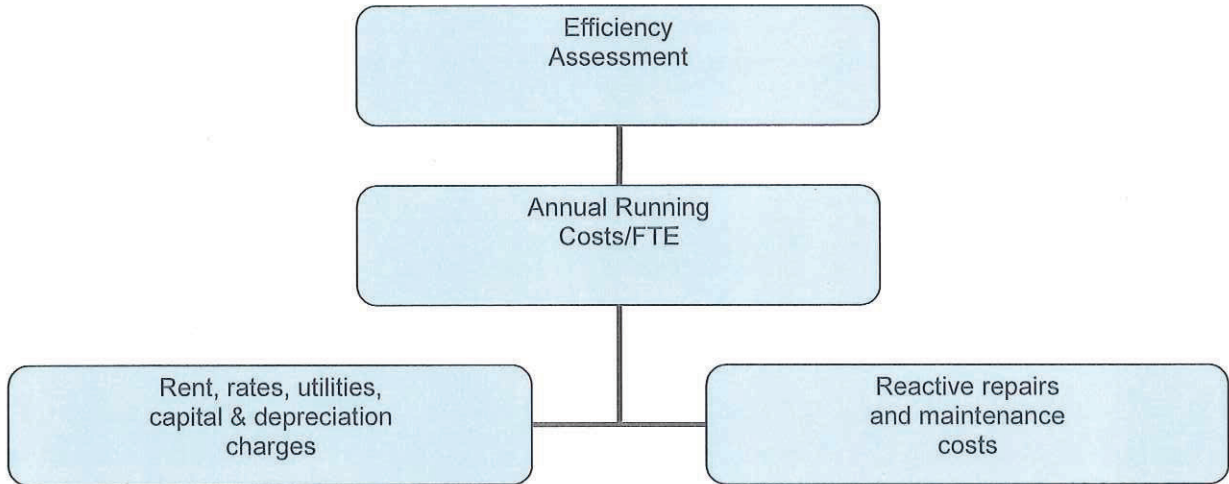 Efficiency
Assessment
Annual Running
Costs/FTE
Rent, rates, utilities,
capital & depreciation
charges
Reactive repairs
and maintenance
costs